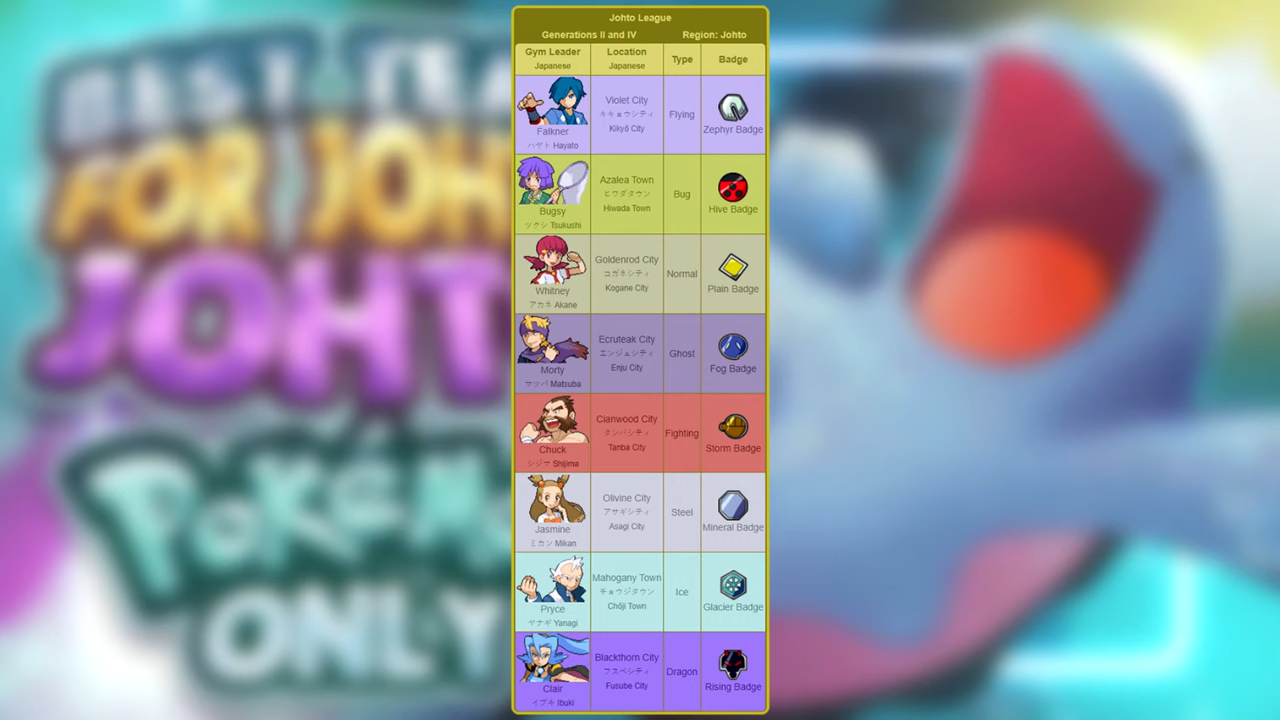 Johto League
Generations II and IV Region: Johto
Gym Leader Location Type Badge
Japanese Japanese
Falkner
ハヤト Hayato
Violet City
キキョウシティ
Kikyō City
Flying
Zephyr Badge
Bugsy
ツクシ Tsukushi
Azalea Town
ヒワダタウン
Hiwada Town
Bug
Hive Badge
Whitney
アカネ Akane
Goldenrod City
コガネシティ
Kogane City
Normal
Plain Badge
Morty
マツバ Matsuba
Ecruteak City
エンジュシティ
Enju City
Ghost
Fog Badge
Chuck
シジマ Shijima
Cianwood City
タンバシティ
Tanba City
Fighting
Storm Badge
Jasmine
ミカン Mikan
Olivine City
アサギシティ
Asagi City
Steel
Mineral Badge
Pryce
ヤナギ Yanagi
Mahogany Town
チョウジタウン
Chōji Town
Ice
Glacier Badge
Clair
イブキ Ibuki
Blackthorn City
フスベシティ
Fusube City
Dragon
Rising Badge
FOR JOH
JOHT
POKéM
ONLY